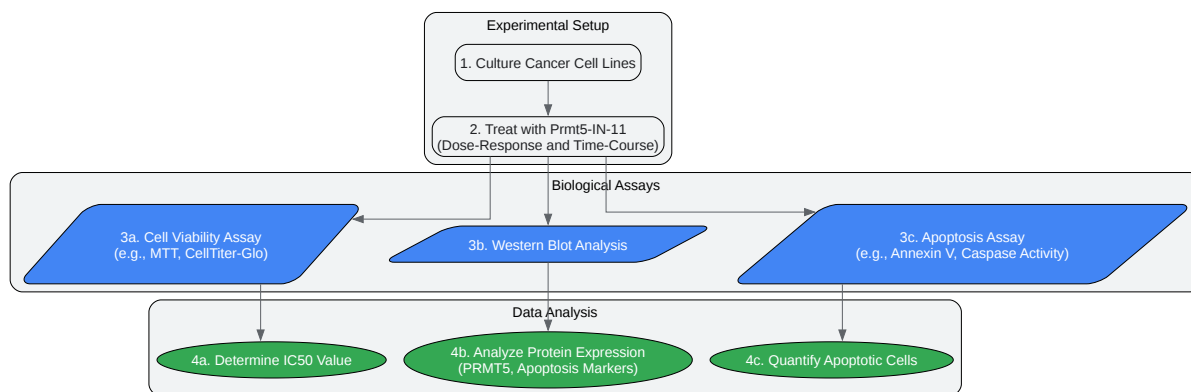 Experimental Setup
1. Culture Cancer Cell Lines
2. Treat with Prmt5-IN-11
(Dose-Response and Time-Course)
Biological Assays
3a. Cell Viability Assay
(e.g., MTT, CellTiter-Glo)
3b. Western Blot Analysis
3c. Apoptosis Assay
(e.g., Annexin V, Caspase Activity)
Data Analysis
4a. Determine IC50 Value
4b. Analyze Protein Expression
(PRMT5, Apoptosis Markers)
4c. Quantify Apoptotic Cells